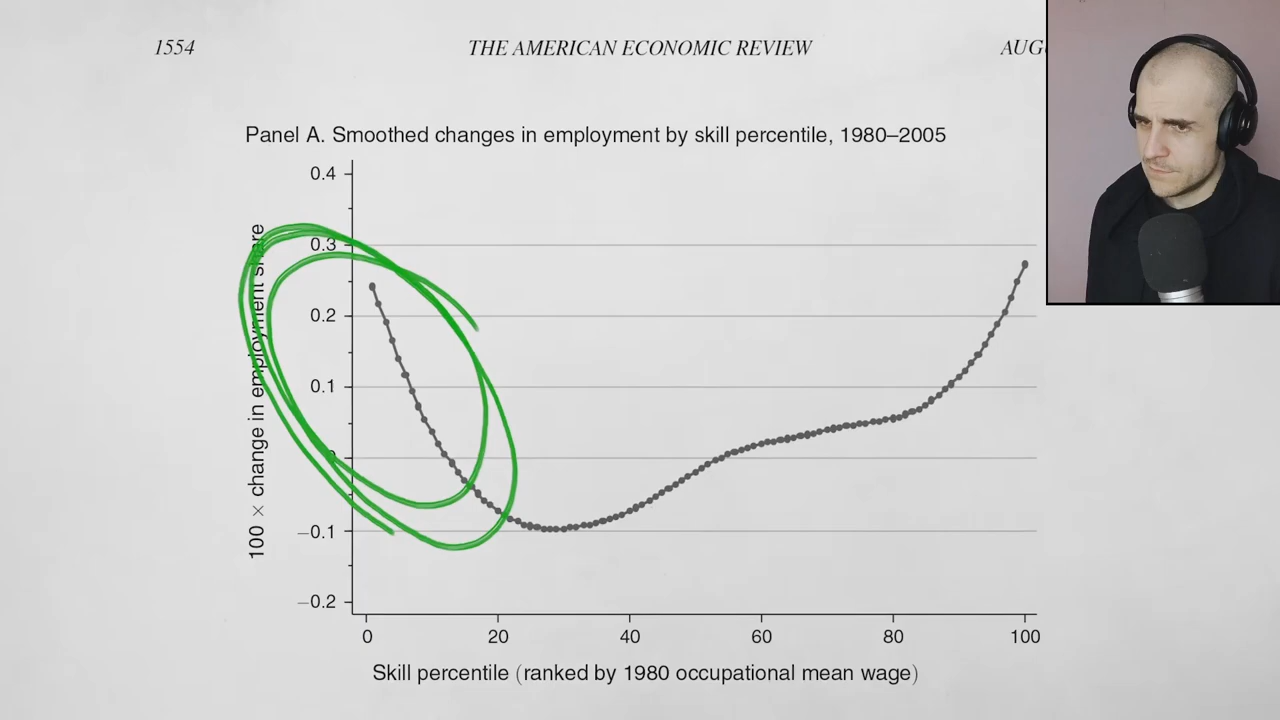 1554 THE AMERICAN ECONOMIC REVIEW AUG
Panel A. Smoothed changes in employment by skill percentile, 1980–2005
100 × change in employment share
0.4
0.3
0.2
0.1
0
−0.1
−0.2
0 20 40 60 80 100
Skill percentile (ranked by 1980 occupational mean wage)